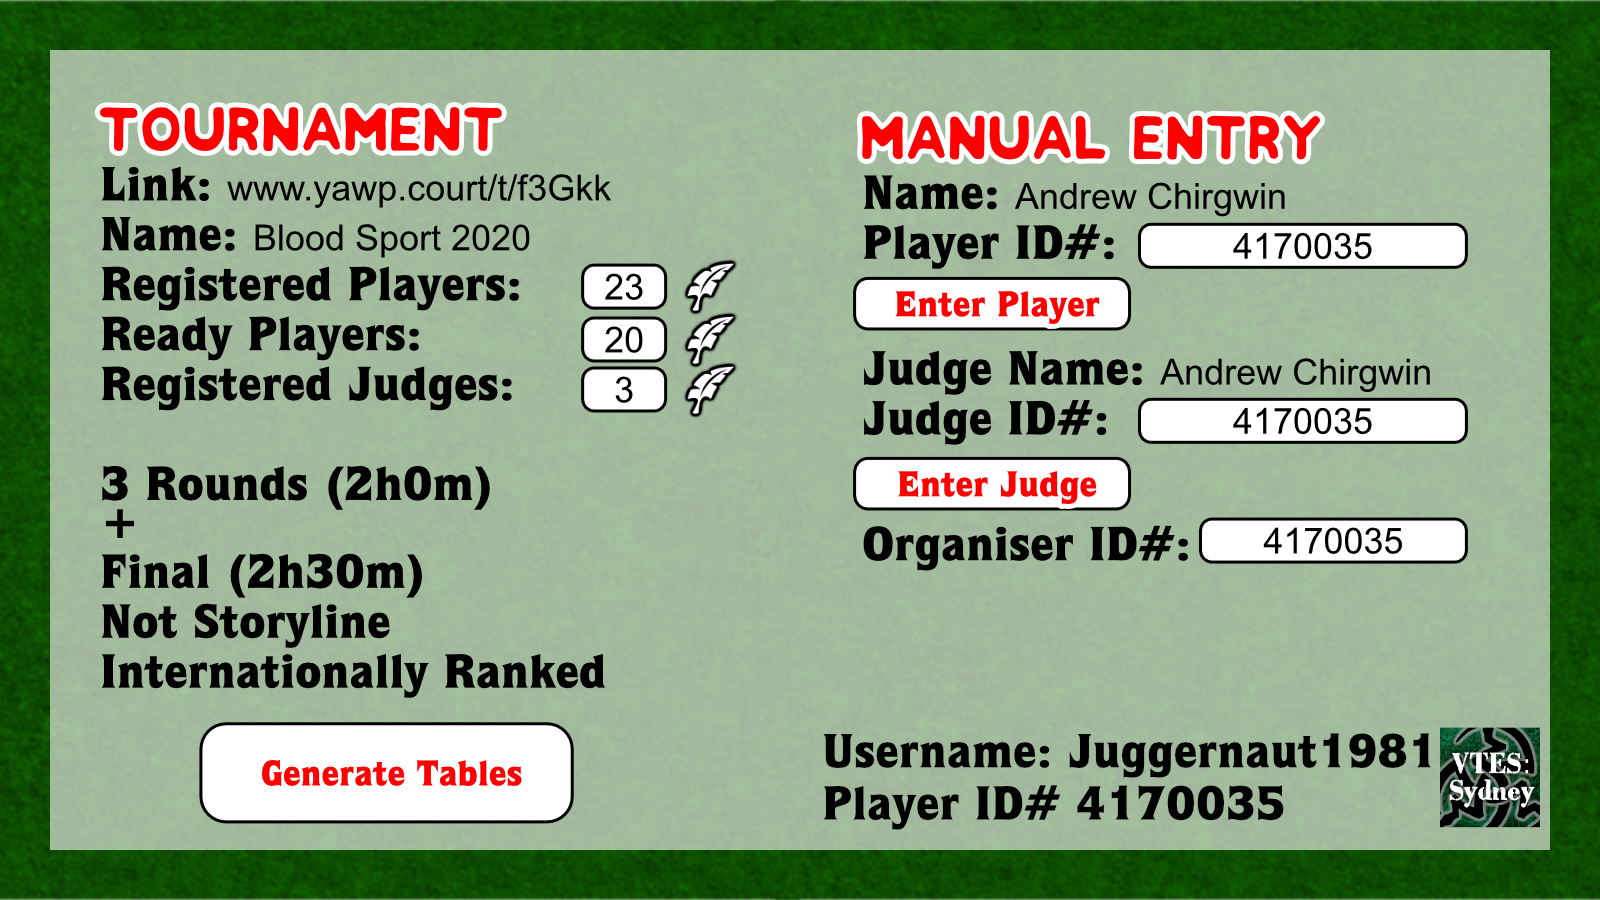 TOURNAMENT
Link: www.yawp.court/t/f3Gkk
Name: Blood Sport 2020
Registered Players: 23
Ready Players: 20
Registered Judges: 3
3 Rounds (2h0m)
+
Final (2h30m)
Not Storyline
Internationally Ranked
Generate Tables
MANUAL ENTRY
Name: Andrew Chirgwin
Player ID#: 4170035
Enter Player
Judge Name: Andrew Chirgwin
Judge ID#: 4170035
Enter Judge
Organiser ID#: 4170035
Username: Juggernaut1981
Player ID# 4170035
VTES:
Sydney